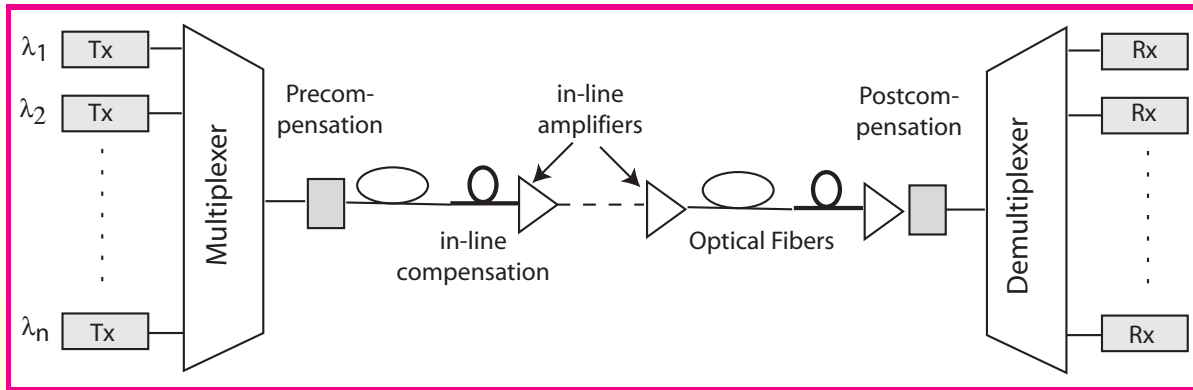 λ1
Tx
λ2
Tx
λn
Tx
Multiplexer
Precom-
pensation
in-line
compensation
in-line
amplifiers
Optical Fibers
Postcom-
pensation
Demultiplexer
Rx
Rx
Rx